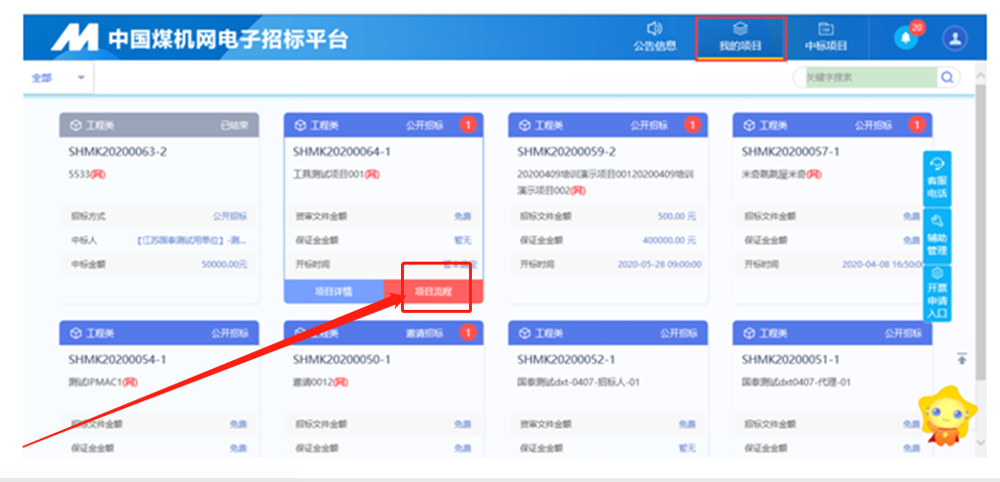 中国煤机网电子招标平台
公告信息
我的项目
中标项目
20
全部
关键字搜索
工程类 已结束
SHMK20200063-2
5533(网)
招标方式 公开招标
中标人 【江苏国泰测试用单位】-测...
中标金额 50000.00元
工程类 公开招标 1
SHMK20200064-1
工具测试项目001(网)
资审文件金额 免费
保证金金额 暂无
开标时间 暂未确定
项目详情 项目流程
工程类 公开招标 1
SHMK20200059-2
20200409培训演示项目00120200409培训
演示项目002(网)
招标文件金额 500.00 元
保证金金额 400000.00 元
开标时间 2020-05-28 09:00:00
工程类 公开招标 1
SHMK20200057-1
米奇跳跳屋米奇(网)
招标文件金额 免费
保证金金额 免费
开标时间 2020-04-08 16:50:0
客服
电话
辅助
管理
开票
申请
入口
工程类 公开招标
SHMK20200054-1
测试PMAC1(网)
招标文件金额 免费
保证金金额 免费
工程类 邀请招标 1
SHMK20200050-1
邀请0012(网)
招标文件金额 免费
保证金金额 免费
工程类 公开招标
SHMK20200052-1
国泰测试dxt-0407-招标人-01
资审文件金额 免费
保证金金额 暂无
工程类 公开招标
SHMK20200051-1
国泰测试dxt0407-代理-01
招标文件金额 免费
保证金金额 免费